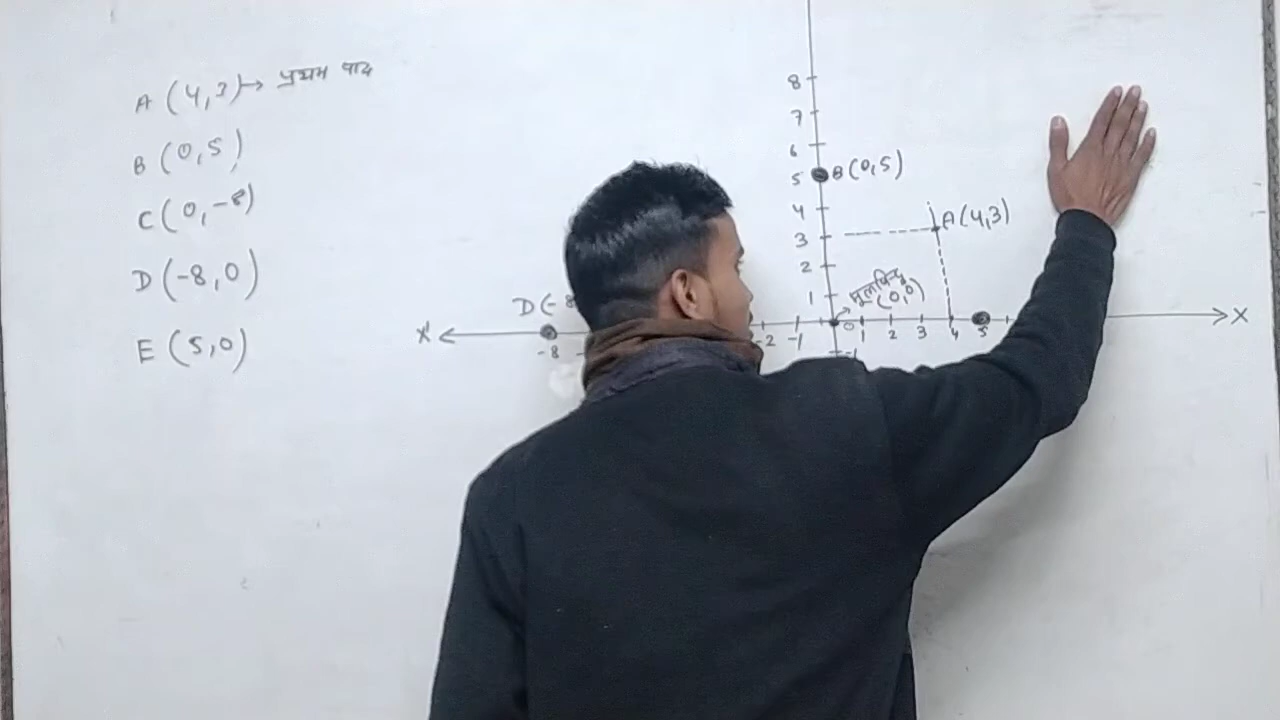 A (4,3) → प्रथम पाद
B (0,5)
C (0,-8)
D (-8,0)
E (5,0)
8
7
6
5 B(0,5)
4
A(4,3)
3
2
मूलबिन्दु
1 (0,0)
D(-8
X' X
-8 -2 -1 0 1 2 3 4 5
-1